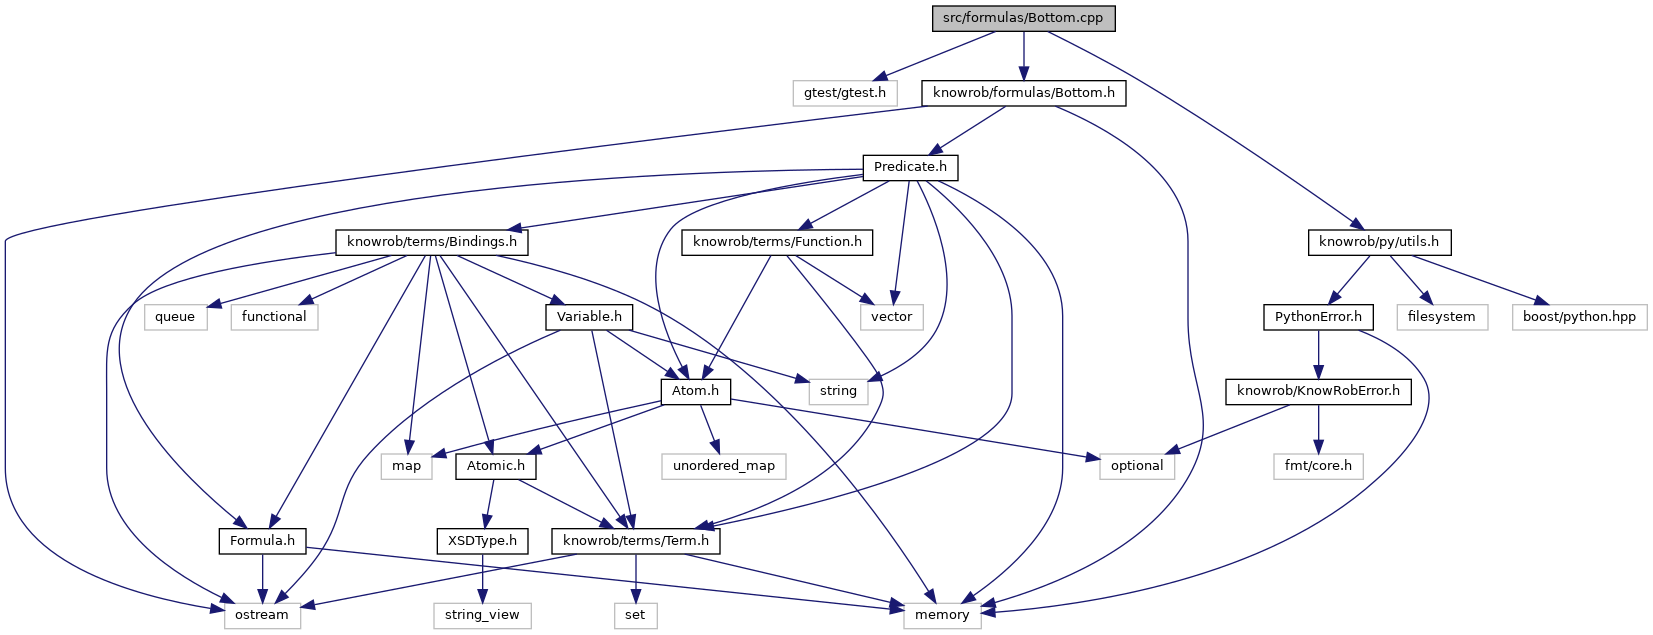 src/formulas/Bottom.cpp
gtest/gtest.h
knowrob/formulas/Bottom.h
Predicate.h
knowrob/terms/Bindings.h
knowrob/terms/Function.h
knowrob/py/utils.h
queue
functional
Variable.h
vector
PythonError.h
filesystem
boost/python.hpp
Atom.h
string
knowrob/KnowRobError.h
map
Atomic.h
unordered_map
optional
fmt/core.h
Formula.h
XSDType.h
knowrob/terms/Term.h
ostream
string_view
set
memory